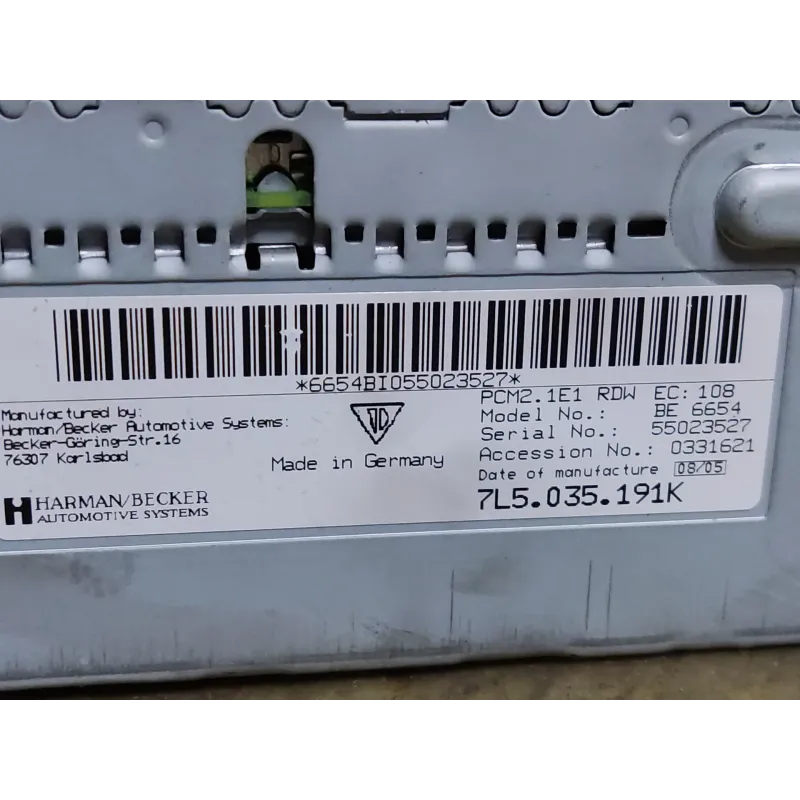 *6654BI055023527*
Manufactured by:
Harman/Becker Automotive Systems:
Becker-Göring-Str.16
76307 Karlsbad
Made in Germany
HARMAN/BECKER
AUTOMOTIVE SYSTEMS
PCM2.1E1 RDW EC: 108
Model No.: BE 6654
Serial No.: 55023527
Accession No.: 0331621
Date of manufacture 08/05
7L5.035.191K